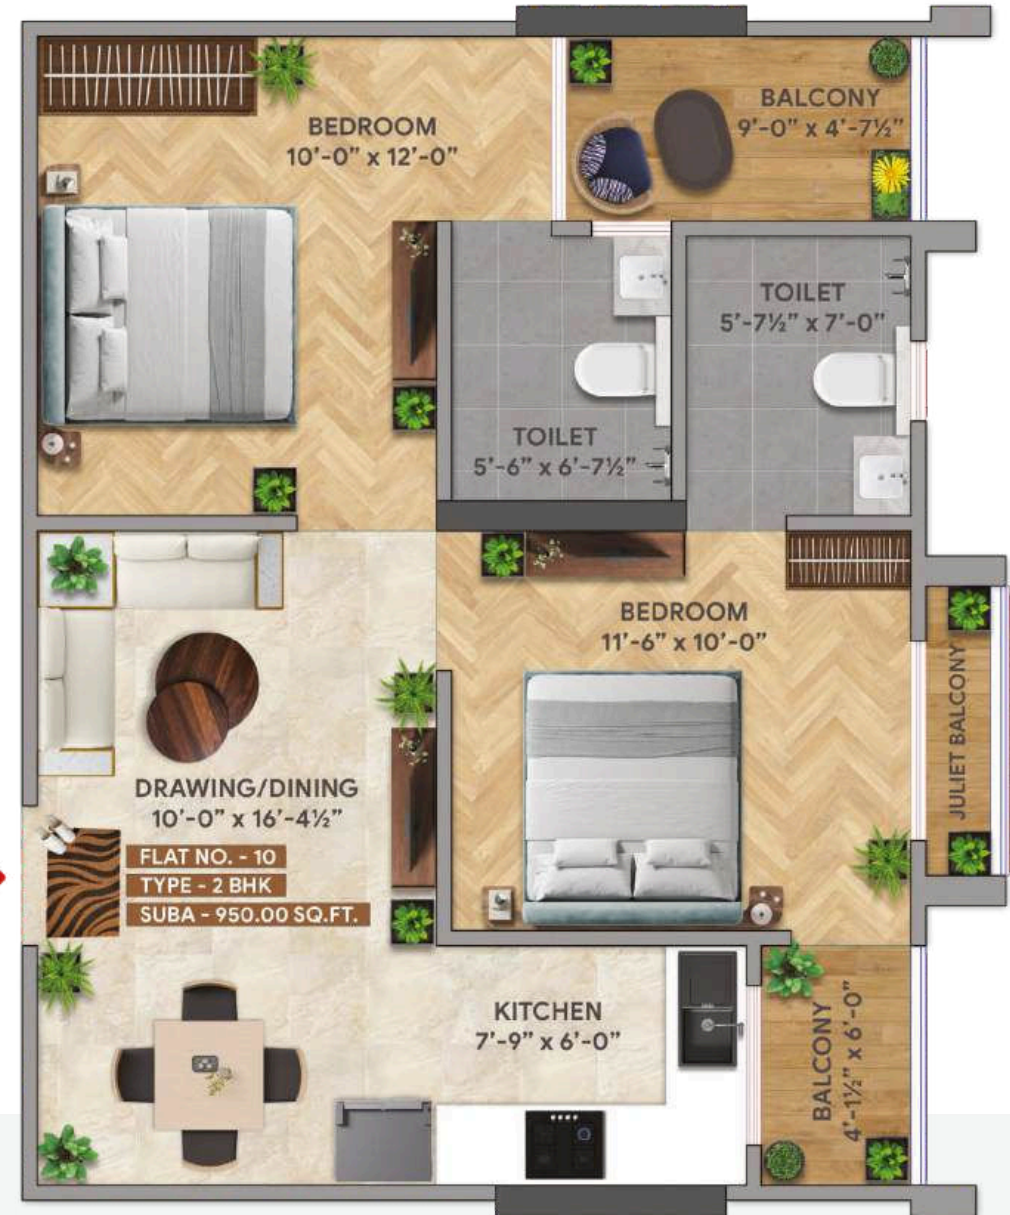 BEDROOM
10'-0" x 12'-0"
BALCONY
9'-0" x 4'-7½"
TOILET
5'-7½" x 7'-0"
TOILET
5'-6" x 6'-7½"
BEDROOM
11'-6" x 10'-0"
JULIET BALCONY
DRAWING/DINING
10'-0" x 16'-4½"
FLAT NO. - 10
TYPE - 2 BHK
SUBA - 950.00 SQ.FT.
KITCHEN
7'-9" x 6'-0"
BALCONY
4'-1½" x 6'-0"